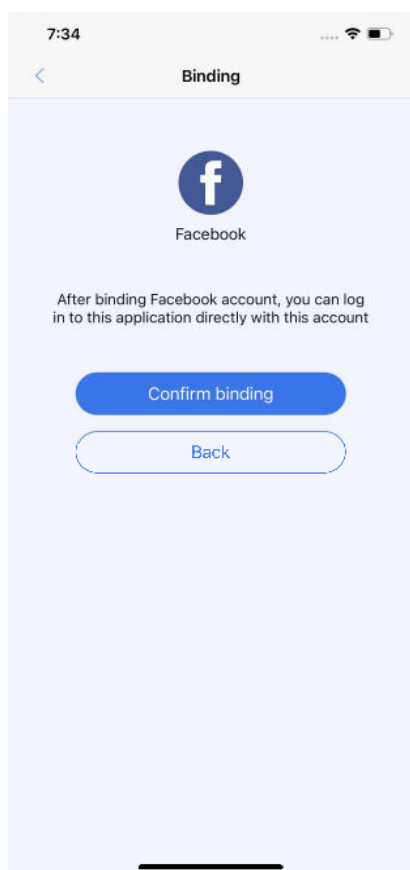 7:34
Binding
f
Facebook
After binding Facebook account, you can log
in to this application directly with this account
Confirm binding
Back